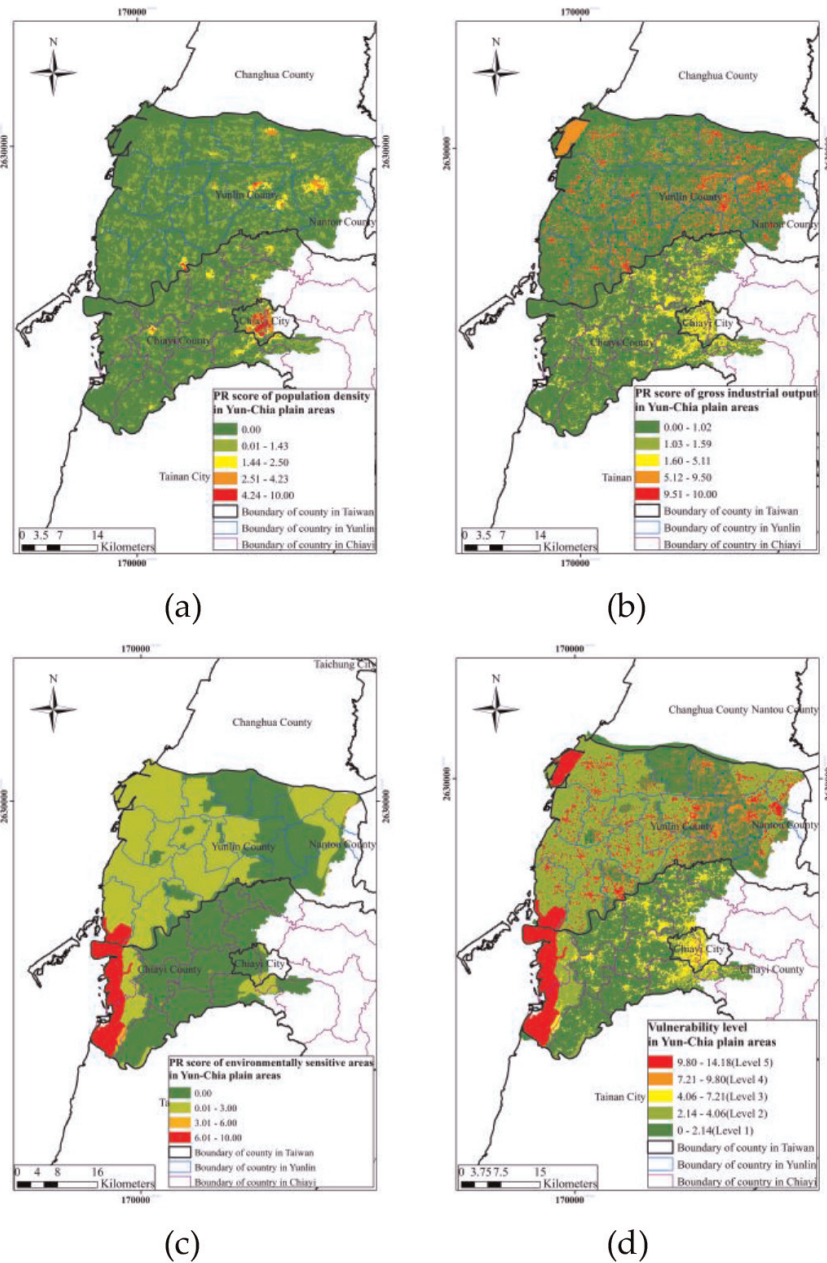 170000
N
Changhua County
2630000
2630000
Yunlin County
Nantou County
Chiayi City
Chiayi County
PR score of population density
in Yun-Chia plain areas
0.00
0.01 - 1.43
1.44 - 2.50
Tainan City
2.51 - 4.23
4.24 - 10.00
Boundary of county in Taiwan
Boundary of country in Yunlin
Boundary of country in Chiayi
0 3.5 7 14
Kilometers
170000
(a)
170000
N
Changhua County
2630000
2630000
Yunlin County
Nantou County
Chiayi City
Chiayi County
PR score of gross industrial output
in Yun-Chia plain areas
0.00 - 1.02
1.03 - 1.59
1.60 - 5.11
Tainan
5.12 - 9.50
9.51 - 10.00
Boundary of county in Taiwan
Boundary of country in Yunlin
Boundary of country in Chiayi
0 3.5 7 14
Kilometers
170000
(b)
170000
Taichung City
N
Changhua County
2630000
2630000
Yunlin County
Nantou County
Chiayi County
Chiayi City
PR score of environmentally sensitive areas
in Yun-Chia plain areas
0.00
Ta
0.01 - 3.00
3.01 - 6.00
6.01 - 10.00
Boundary of county in Taiwan
Boundary of country in Yunlin
Boundary of country in Chiayi
0 4 8 16
Kilometers
170000
(c)
170000
N
Changhua County Nantou County
2630000
Yunlin County
Nantou County
Chiayi City
Chiayi County
Vulnerability level
in Yun-Chia plain areas
9.80 - 14.18(Level 5)
7.21 - 9.80(Level 4)
Tainan City
4.06 - 7.21(Level 3)
2.14 - 4.06(Level 2)
0 - 2.14(Level 1)
Boundary of county in Taiwan
Boundary of country in Yunlin
Boundary of country in Chiayi
0 3.75 7.5 15
Kilometers
170000
(d)